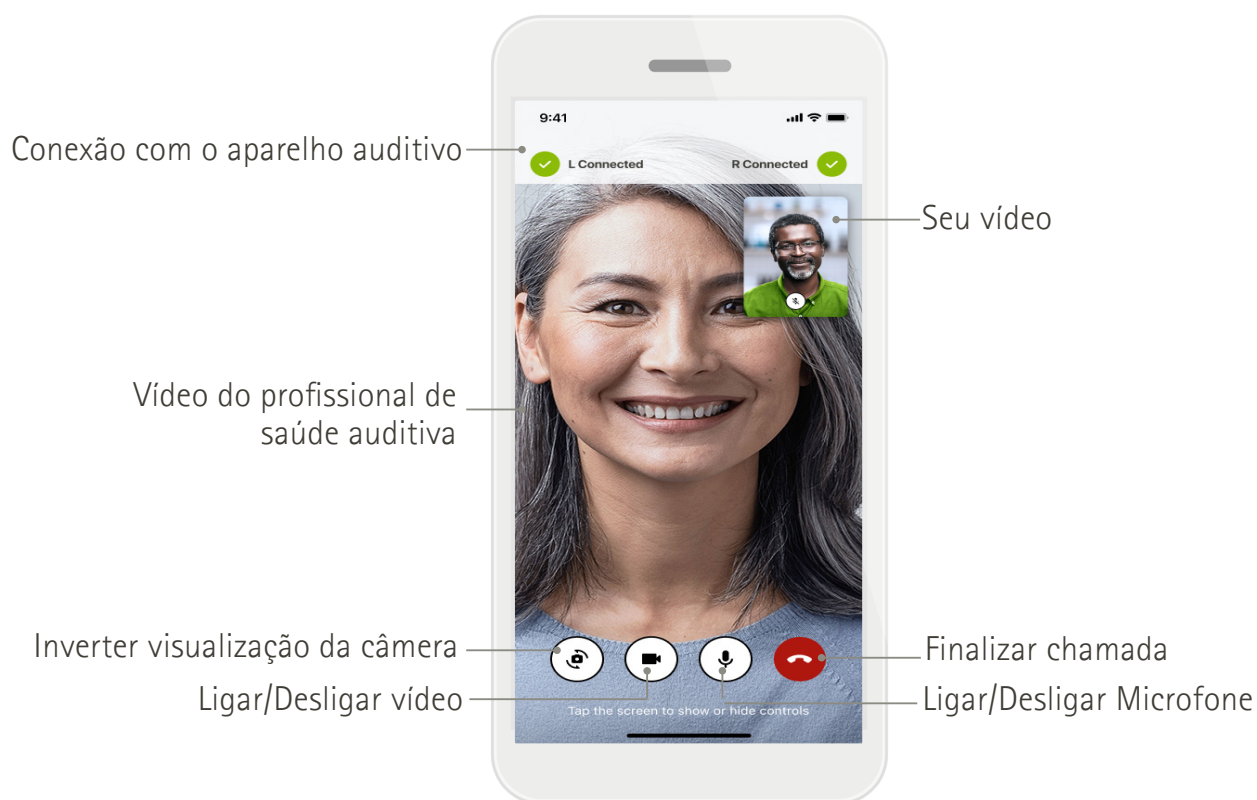 9:41
Conexão com o aparelho auditivo
L Connected
R Connected
Seu vídeo
Vídeo do profissional de
saúde auditiva
Inverter visualização da câmera
Finalizar chamada
Ligar/Desligar vídeo
Ligar/Desligar Microfone
Tap the screen to show or hide controls